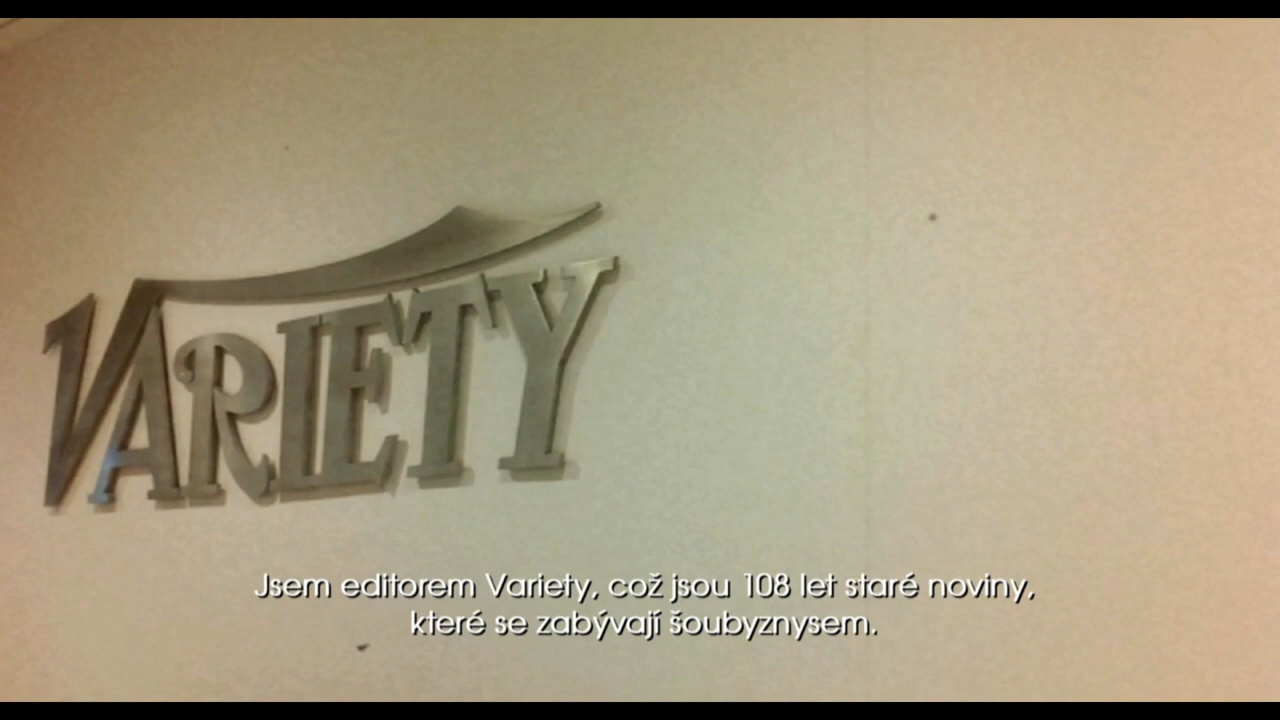 VARIETY
Jsem editorem Variety, což jsou 108 let staré noviny,
které se zabývají šoubyznysem.